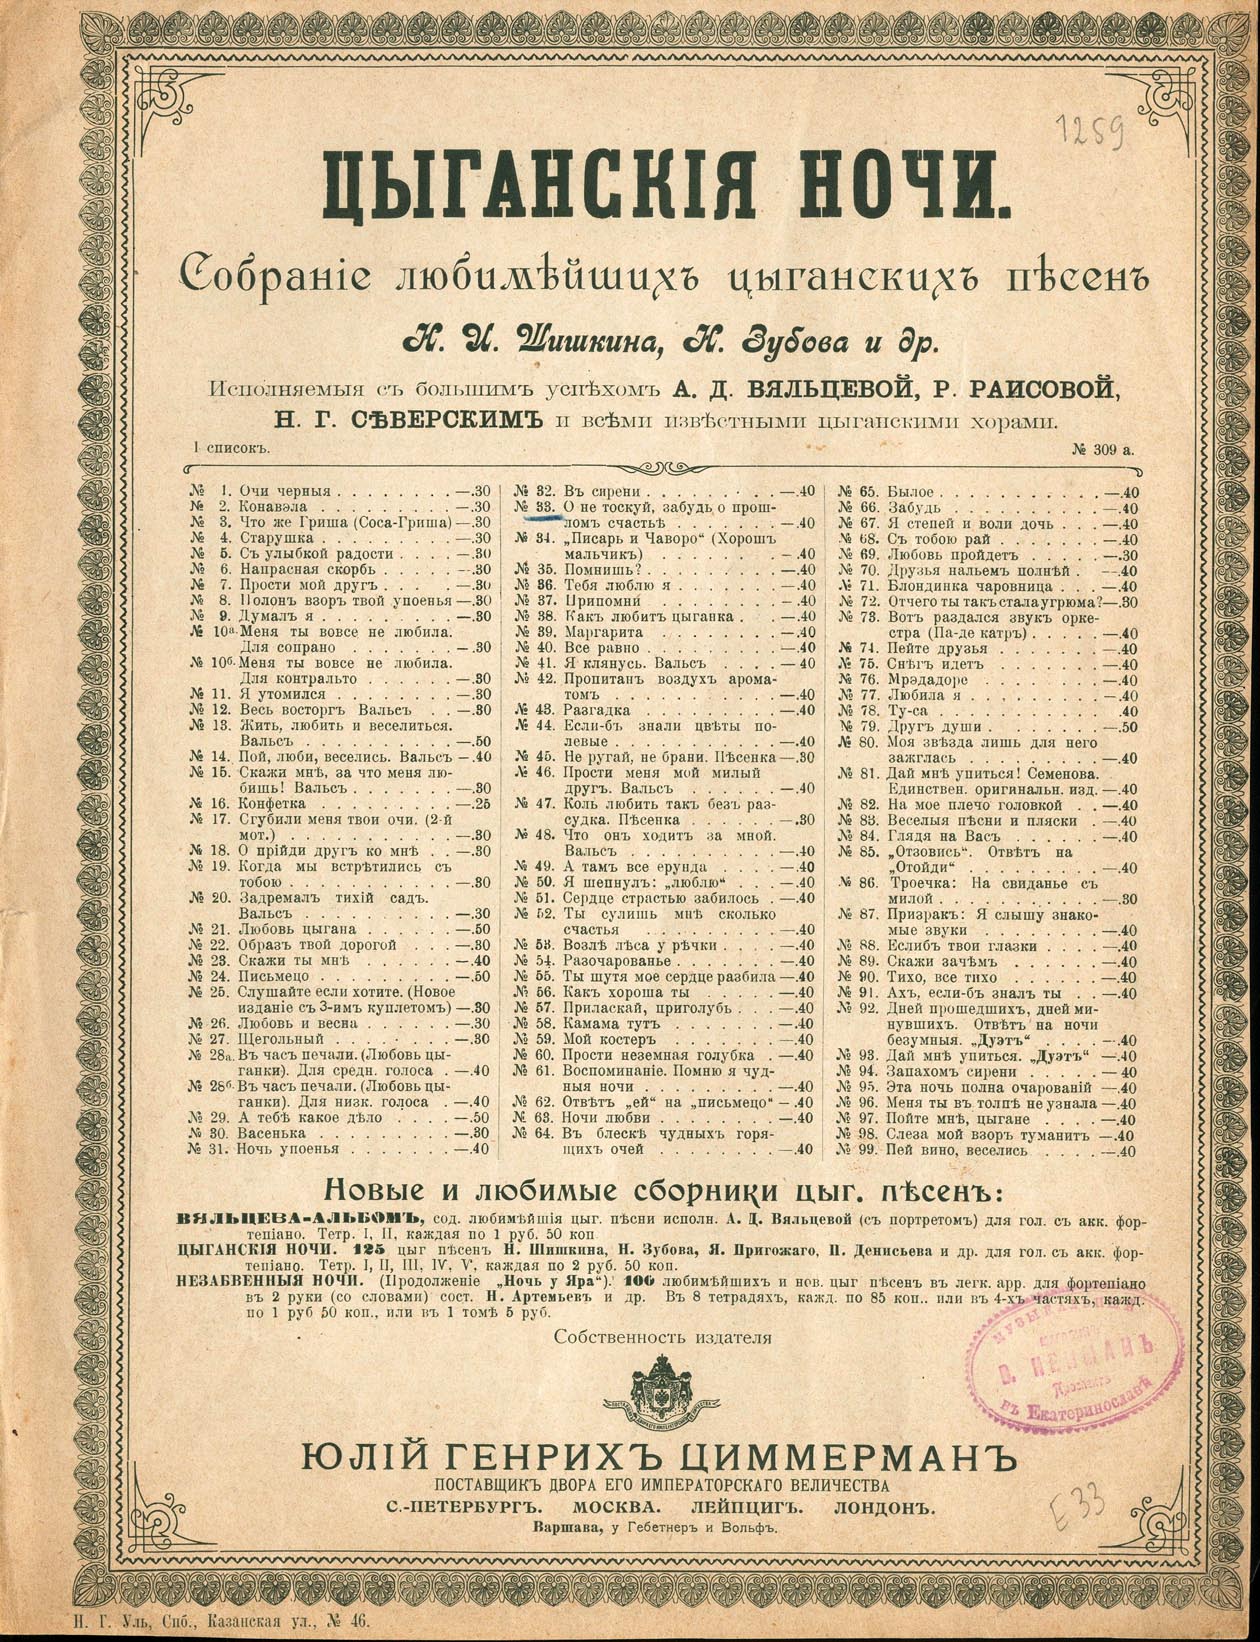 1259
ЦЫГАНСКІЯ НОЧИ.
Собраніе любимѣйшихъ цыганскихъ пѣсенъ
Н. И. Шишкина, Н. Зубова и др.
Исполняемыя съ большимъ успѣхомъ А. Д. ВЯЛЬЦЕВОЙ, Р. РАИСОВОЙ,
Н. Г. СѢВЕРСКИМЪ и всѣми извѣстными цыганскими хорами.
I списокъ.
№ 309 а.
№ 1. Очи черныя . . . . . . . . —.30
№ 2. Конавэла . . . . . . . . . —.30
№ 3. Что же Гриша (Соса-Гриша) —.30
№ 4. Старушка . . . . . . . . . —.30
№ 5. Съ улыбкой радости . . . . —.30
№ 6. Напрасная скорбь . . . . . —.30
№ 7. Прости мой другъ . . . . —.30
№ 8. Полонъ взоръ твой упоенья —.30
№ 9. Думалъ я . . . . . . . . . —.30
№ 10а. Меня ты вовсе не любила.
Для сопрано . . . . . . . —.30
№ 10б. Меня ты вовсе не любила.
Для контральто . . . . . . —.30
№ 11. Я утомился . . . . . . . . —.30
№ 12. Весь восторгъ Вальсъ . . —.30
№ 13. Жить, любить и веселиться.
Вальсъ . . . . . . . . . . —.50
№ 14. Пой, люби, веселись. Вальсъ —.40
№ 15. Скажи мнѣ, за что меня лю-
бишь! Вальсъ . . . . . . . —.30
№ 16. Конфетка . . . . . . . . . —.25
№ 17. Сгубили меня твои очи. (2-й
мот.) . . . . . . . . . . . —.30
№ 18. О прійди другъ ко мнѣ . . —.30
№ 19. Когда мы встрѣтились съ
тобою . . . . . . . . . . . —.30
№ 20. Задремалъ тихій садъ.
Вальсъ . . . . . . . . . . —.30
№ 21. Любовь цыгана . . . . . . —.50
№ 22. Образъ твой дорогой . . . —.30
№ 23. Скажи ты мнѣ . . . . . . —.40
№ 24. Письмецо . . . . . . . . . —.50
№ 25. Слушайте если хотите. (Новое
изданіе съ 3-имъ куплетомъ) —.30
№ 26. Любовь и весна . . . . . . —.30
№ 27. Щегольный . . . . . . . . —.30
№ 28а. Въ часъ печали. (Любовь цы-
ганки). Для средн. голоса . —.40
№ 28б. Въ часъ печали. (Любовь цы-
ганки). Для низк. голоса . —.40
№ 29. А тебѣ какое дѣло . . . . —.50
№ 30. Васенька . . . . . . . . . —.30
№ 31. Ночь упоенья . . . . . . . —.40
№ 32. Въ сирени . . . . . . . . —.40
№ 33. О не тоскуй, забудь о прош-
ломъ счастьѣ . . . . . . . —.40
№ 34. „Писарь и Чаворо“ (Хорошъ
мальчикъ) . . . . . . . . —.40
№ 35. Помнишь? . . . . . . . . . —.40
№ 36. Тебя люблю я . . . . . . . —.40
№ 37. Припомни . . . . . . . . —.40
№ 38. Какъ любитъ цыганка . . . —.40
№ 39. Маргарита . . . . . . . . —.40
№ 40. Все равно . . . . . . . . . —.40
№ 41. Я клянусь. Вальсъ . . . . —40
№ 42. Пропитанъ воздухъ арома-
томъ . . . . . . . . . . . —.40
№ 43. Разгадка . . . . . . . . . —.40
№ 44. Если-бъ знали цвѣты по-
левые . . . . . . . . . . . —.40
№ 45. Не ругай, не брани. Пѣсенка —.30
№ 46. Прости меня мой милый
другъ. Вальсъ . . . . . . —.40
№ 47. Коль любить такъ безъ раз-
судка. Пѣсенка . . . . . . —.30
№ 48. Что онъ ходитъ за мной.
Вальсъ . . . . . . . . . . —.40
№ 49. А тамъ все ерунда . . . . —.40
№ 50. Я шепнулъ: „люблю“ . . . —.40
№ 51. Сердце страстью забилось . —.40
№ 52. Ты сулишь мнѣ сколько
счастья . . . . . . . . . . —.40
№ 53. Возлѣ лѣса у рѣчки . . . . —.40
№ 54. Разочарованье . . . . . . . —.40
№ 55. Ты шутя мое сердце разбила —.40
№ 56. Какъ хороша ты . . . . . —.40
№ 57. Приласкай, приголубь . . . —.40
№ 58. Камама тутъ . . . . . . . —.40
№ 59. Мой костеръ . . . . . . . —.40
№ 60. Прости неземная голубка . —.40
№ 61. Воспоминаніе. Помню я чуд-
ныя ночи . . . . . . . . . —.40
№ 62. Отвѣтъ „ей“ на „письмецо“ —.40
№ 63. Ночи любви . . . . . . . . —.40
№ 64. Въ блескѣ чудныхъ горя-
щихъ очей . . . . . . . . —.40
№ 65. Былое . . . . . . . . . . . —.40
№ 66. Забудь . . . . . . . . . . —.40
№ 67. Я степей и воли дочь . . . —.40
№ 68. Съ тобою рай . . . . . . . —.40
№ 69. Любовь пройдетъ . . . . . —.30
№ 70. Друзья нальемъ полнѣй . —.40
№ 71. Блондинка чаровница . . . —.40
№ 72. Отчего ты такъ стала угрюма? —.30
№ 73. Вотъ раздался звукъ орке-
стра (Па-де катръ) . . . . . —.40
№ 74. Пейте друзья . . . . . . . —.40
№ 75. Снѣгъ идетъ . . . . . . . —.40
№ 76. Мрэдадоре . . . . . . . . —.40
№ 77. Любила я . . . . . . . . . —.40
№ 78. Ту-са . . . . . . . . . . . .40
№ 79. Другъ души . . . . . . . . —.50
№ 80. Моя звѣзда лишь для него
зажглась . . . . . . . . . —.40
№ 81. Дай мнѣ упиться! Семенова.
Единствен. оригинальн. изд. —.40
№ 82. На мое плечо головкой . . —.40
№ 83. Веселыя пѣсни и пляски . —.40
№ 84. Глядя на Васъ . . . . . . —.40
№ 85. „Отзовись“. Отвѣтъ на
„Отойди“ . . . . . . . . . —.40
№ 86. Троечка: На свиданье съ
милой . . . . . . . . . . . —.30
№ 87. Призракъ: Я слышу знако-
мые звуки . . . . . . . . —.40
№ 88. Еслибъ твои глазки . . . . —.40
№ 89. Скажи зачѣмъ . . . . . . —.40
№ 90. Тихо, все тихо . . . . . . —.40
№ 91. Ахъ, если-бъ зналъ ты . . —.40
№ 92. Дней прошедшихъ, дней ми-
нувшихъ. Отвѣтъ на ночи
безумныя. „Дуэтъ“ . . . . —.40
№ 93. Дай мнѣ упиться. „Дуэтъ“ —.40
№ 94. Запахомъ сирени . . . . . —40
№ 95. Эта ночь полна очарованій —.40
№ 96. Меня ты въ толпѣ не узнала —.40
№ 97. Пойте мнѣ, цыгане . . . . —.40
№ 98. Слеза мой взоръ туманитъ —.40
№ 99. Пей вино, веселись . . . . —.40
Новые и любимые сборники цыг. пѣсенъ:
ВЯЛЬЦЕВА-АЛЬБОМЪ, сод. любимѣйшія цыг. пѣсни исполн. А. Д. Вяльцевой (съ портретомъ) для гол. съ акк. фор-
тепіано. Тетр. I, II, каждая по 1 руб. 50 коп
ЦЫГАНСКІЯ НОЧИ. 125 цыг пѣсенъ Н. Шишкина, Н. Зубова, Я. Пригожаго, П. Денисьева и др. для гол. съ акк. фор-
тепіано. Тетр. I, II, III, IV, V, каждая по 2 руб. 50 коп.
НЕЗАБВЕННЫЯ НОЧИ. (Продолженіе „Ночь у Яра“). 100 любимѣйшихъ и нов. цыг пѣсенъ въ легк. арр. для фортепіано
въ 2 руки (со словами) сост. Н. Артемьевъ и др. Въ 8 тетрадяхъ, кажд. по 85 коп.. или въ 4-хъ частяхъ, кажд.
по 1 руб 50 коп., или въ 1 томѣ 5 руб.
Собственность издателя
МУЗЫКАЛЬНЫЙ
МАГАЗИНЪ
Проспектъ
въ Екатеринославѣ
ЮЛІЙ ГЕНРИХЪ ЦИММЕРМАНЪ
ПОСТАВЩИКЪ ДВОРА ЕГО ИМПЕРАТОРСКАГО ВЕЛИЧЕСТВА
С.-ПЕТЕРБУРГЪ. МОСКВА. ЛЕЙПЦИГЪ. ЛОНДОНЪ.
Варшава, у Гебетнер и Вольфъ.
Е 33
Н. Г. Уль, Спб., Казанская ул., № 46.